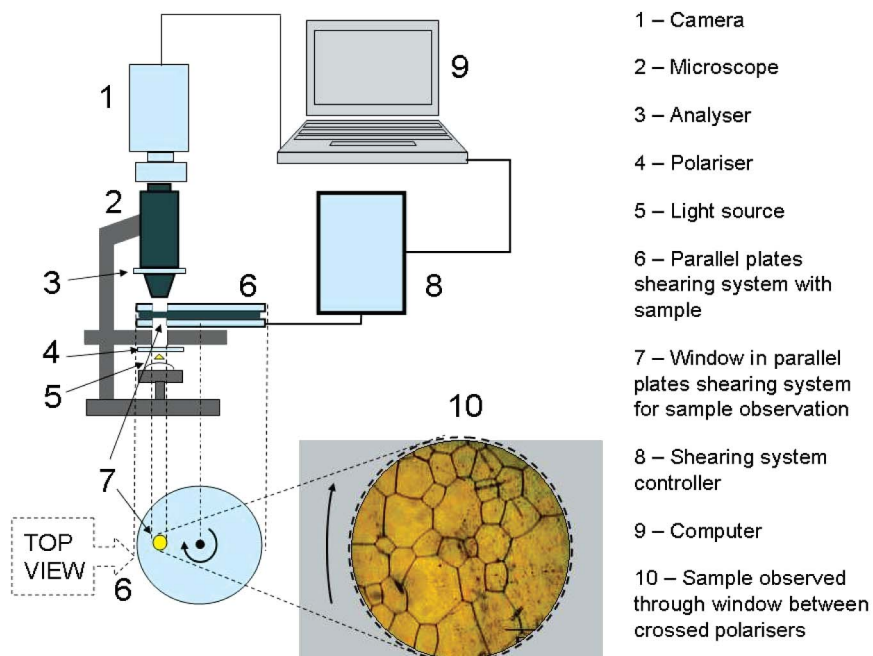 1
2
3
4
5
6
7
8
9
10
TOP
VIEW
6
1 – Camera
2 – Microscope
3 – Analyser
4 – Polariser
5 – Light source
6 – Parallel plates
shearing system with
sample
7 – Window in parallel
plates shearing system
for sample observation
8 – Shearing system
controller
9 – Computer
10 – Sample observed
through window between
crossed polarisers